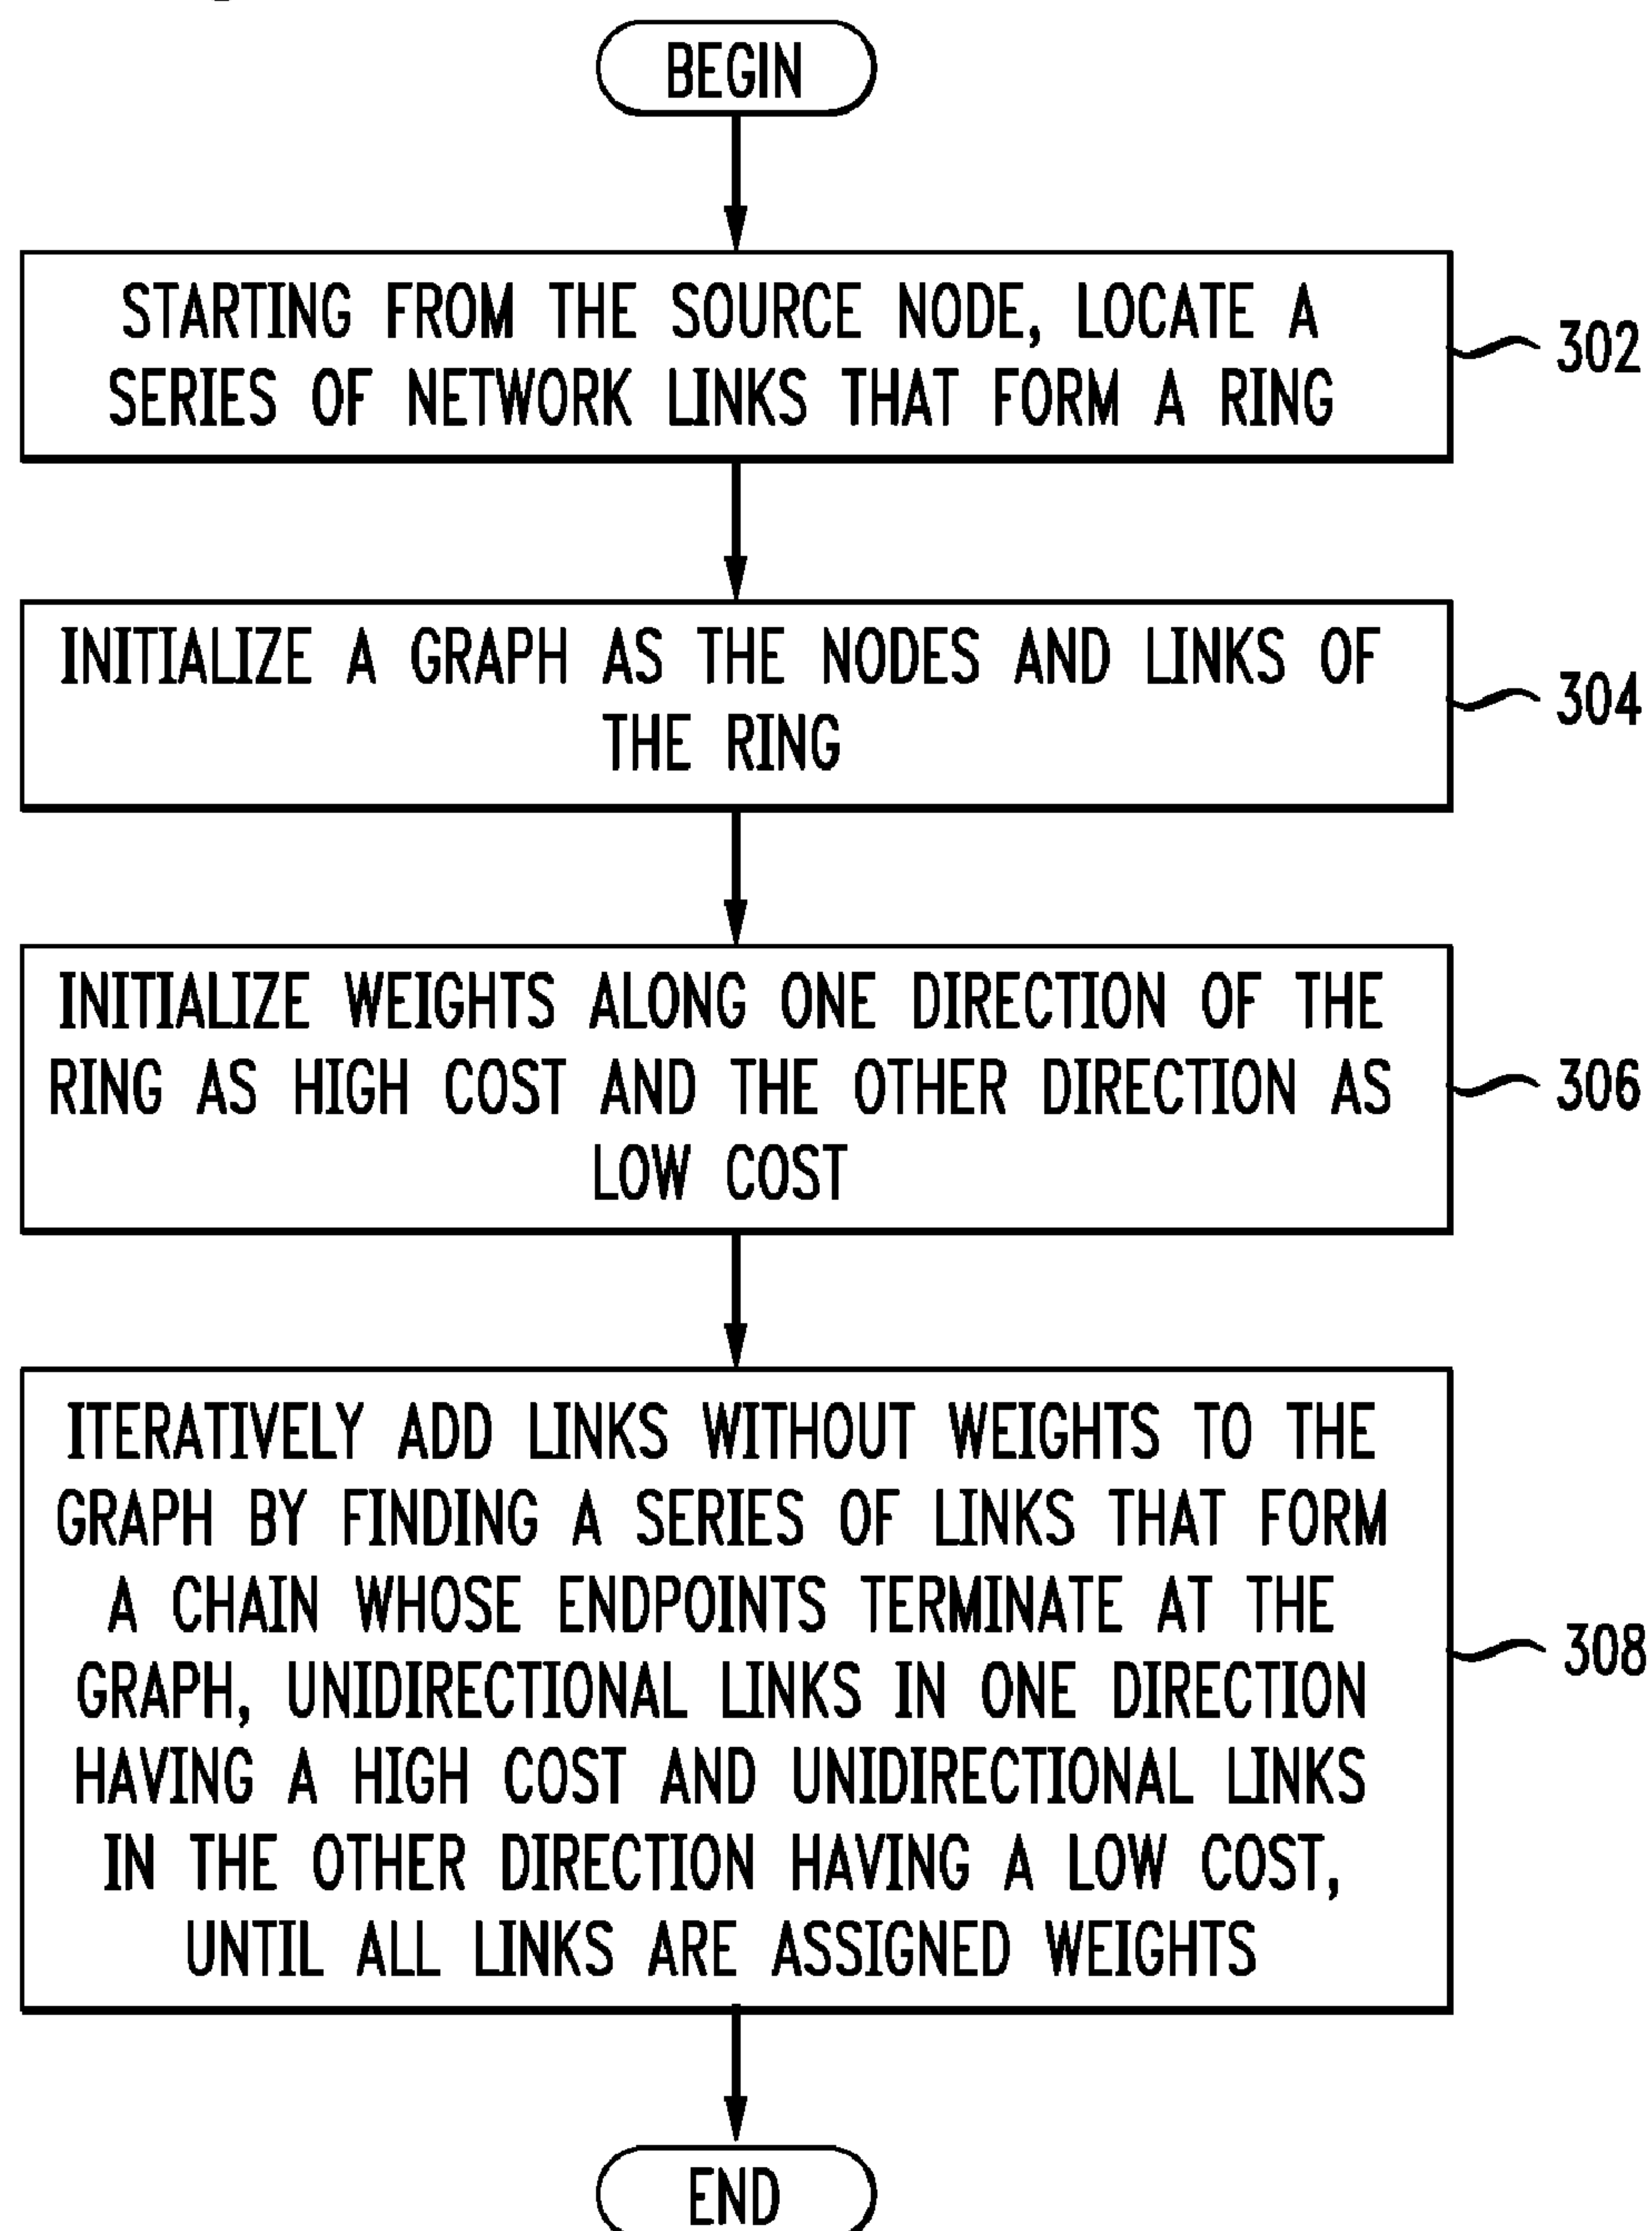 BEGIN
STARTING FROM THE SOURCE NODE, LOCATE A
SERIES OF NETWORK LINKS THAT FORM A RING
302
INITIALIZE A GRAPH AS THE NODES AND LINKS OF
THE RING
304
INITIALIZE WEIGHTS ALONG ONE DIRECTION OF THE
RING AS HIGH COST AND THE OTHER DIRECTION AS
LOW COST
306
ITERATIVELY ADD LINKS WITHOUT WEIGHTS TO THE
GRAPH BY FINDING A SERIES OF LINKS THAT FORM
A CHAIN WHOSE ENDPOINTS TERMINATE AT THE
GRAPH, UNIDIRECTIONAL LINKS IN ONE DIRECTION
HAVING A HIGH COST AND UNIDIRECTIONAL LINKS
IN THE OTHER DIRECTION HAVING A LOW COST,
UNTIL ALL LINKS ARE ASSIGNED WEIGHTS
308
END